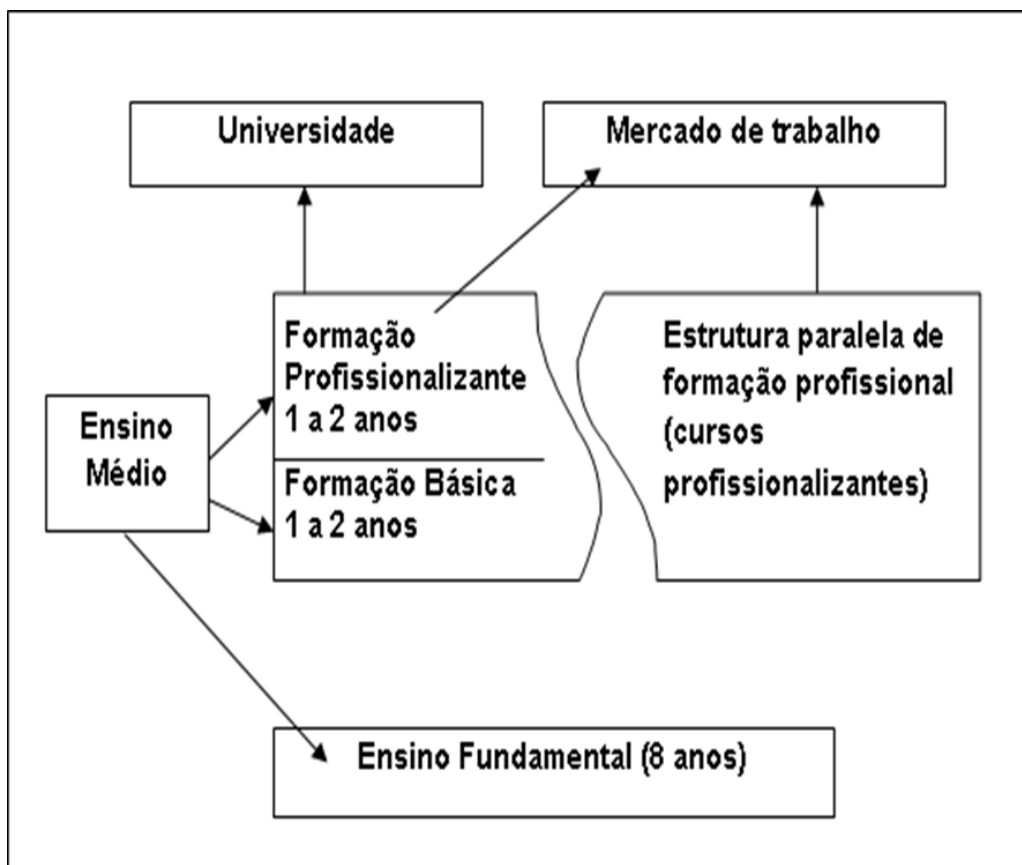 Universidade
Mercado de trabalho
Formação
Profissionalizante
1 a 2 anos
Estrutura paralela de
formação profissional
(cursos
profissionalizantes)
Ensino
Médio
Formação Básica
1 a 2 anos
Ensino Fundamental (8 anos)